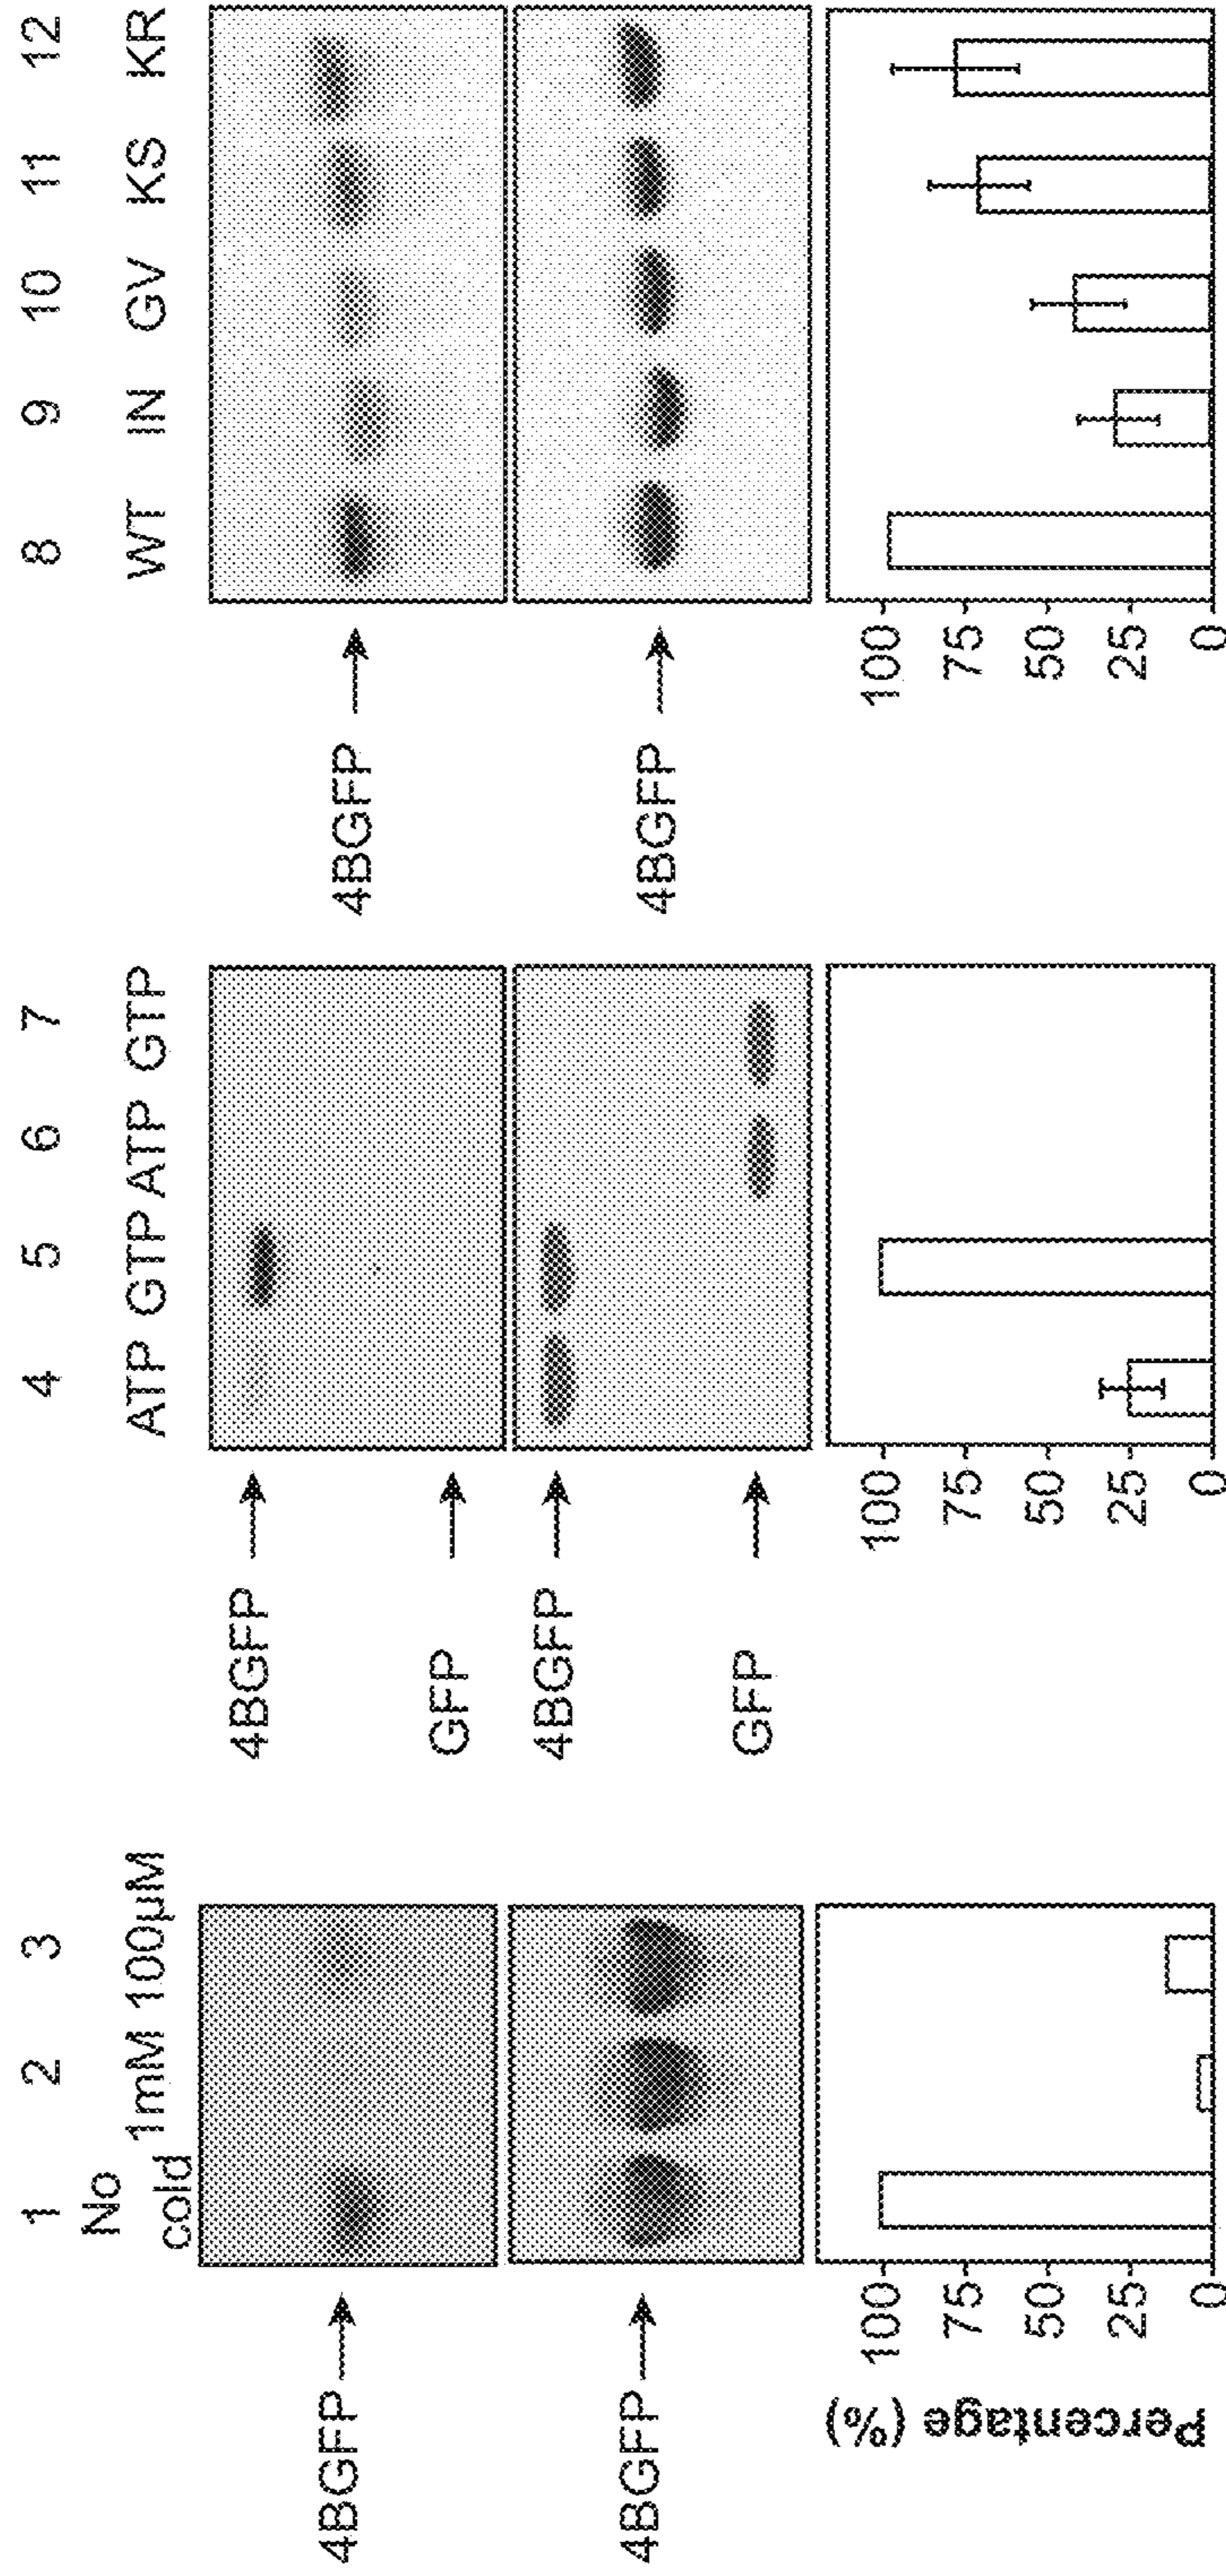 1 2 3
No
cold 1mM 100µM
4BGFP
4BGFP
Percentage (%)
100
75
50
25
0
4 5 6 7
ATP GTP ATP GTP
4BGFP
GFP
4BGFP
GFP
100
75
50
25
0
8 9 10 11 12
WT IN GV KS KR
4BGFP
4BGFP
100
75
50
25
0